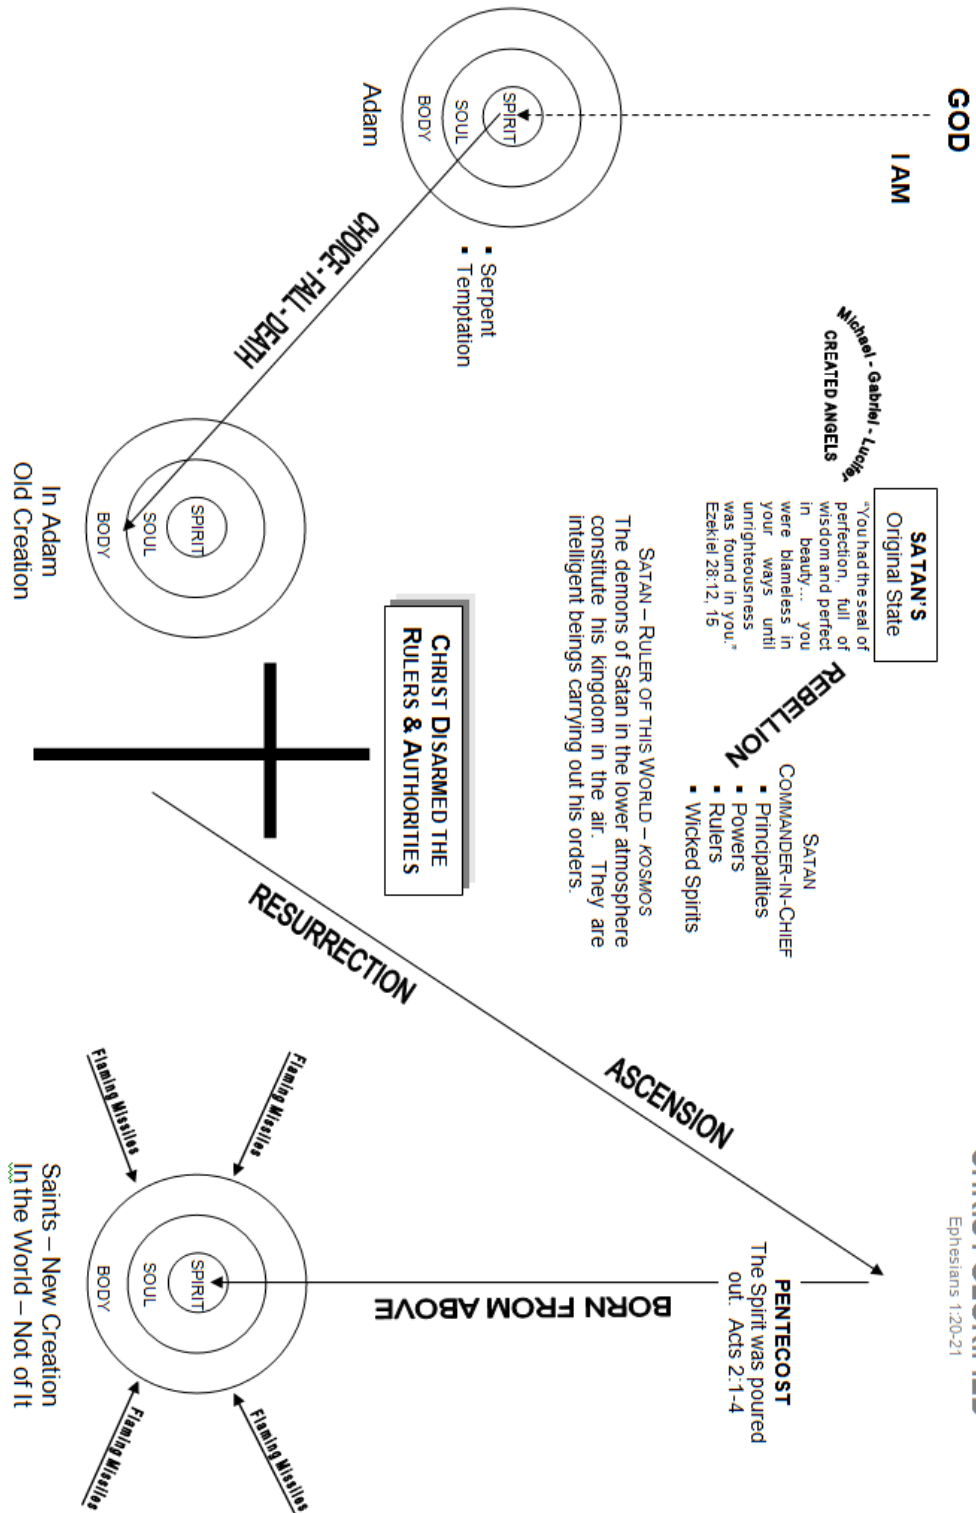 GOD
I AM
Michael - Gabriel - Lucifer
CREATED ANGELS
SATAN'S
Original State
"You had the seal of
perfection, full of
wisdom and perfect
in beauty... you
were blameless in
your ways until
unrighteousness
was found in you."
Ezekiel 28:12, 15
REBELLION
SATAN
COMMANDER-IN-CHIEF
▪ Principalities
▪ Powers
▪ Rulers
▪ Wicked Spirits
SATAN – RULER OF THIS WORLD – KOSMOS
The demons of Satan in the lower atmosphere
constitute his kingdom in the air. They are
intelligent beings carrying out his orders.
Ephesians 1:20-21
PENTECOST
The Spirit was poured
out. Acts 2:1-4
SPIRIT
SOUL
BODY
Adam
▪ Serpent
▪ Temptation
CHOICE - FALL - DEATH
SPIRIT
SOUL
BODY
In Adam
Old Creation
CHRIST DISARMED THE
RULERS & AUTHORITIES
RESURRECTION
ASCENSION
BORN FROM ABOVE
Flaming Missiles
Flaming Missiles
Flaming Missiles
Flaming Missiles
SPIRIT
SOUL
BODY
Saints – New Creation
In the World – Not of It